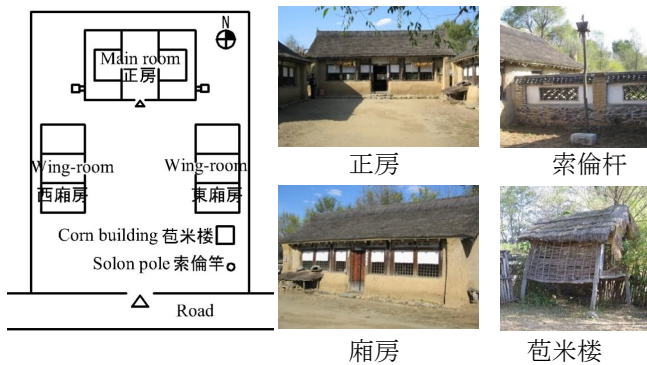 N
Main room
正房
Wing-room
西廂房
Wing-room
東廂房
Corn building 苞米楼
Solon pole 索倫竿
Road
正房
索倫杆
廂房
苞米楼